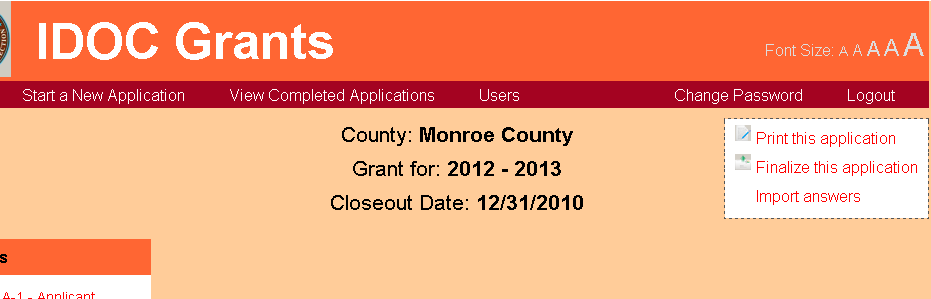 IDOC Grants
Font Size: A A A A A
Start a New Application View Completed Applications Users Change Password Logout
County: Monroe County
Grant for: 2012 - 2013
Closeout Date: 12/31/2010
Print this application
Finalize this application
Import answers
s
A-1 - Applicant